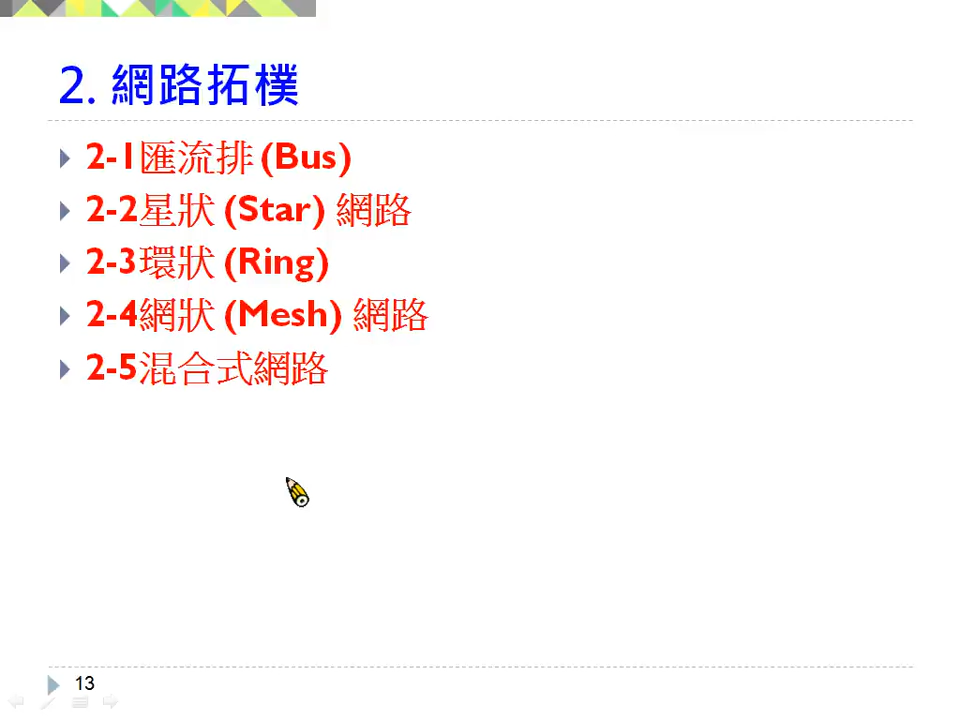 2. 網路拓樸
2-1匯流排 (Bus)
2-2星狀 (Star) 網路
2-3環狀 (Ring)
2-4網狀 (Mesh) 網路
2-5混合式網路
13